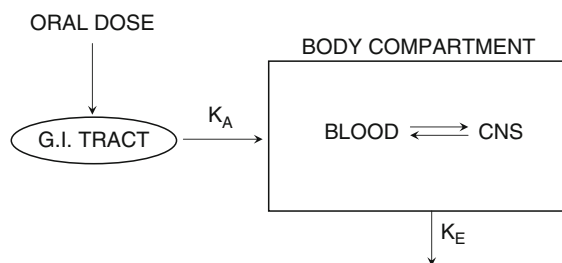 ORAL DOSE
BODY COMPARTMENT
K_A
G.I. TRACT
BLOOD
CNS
K_E